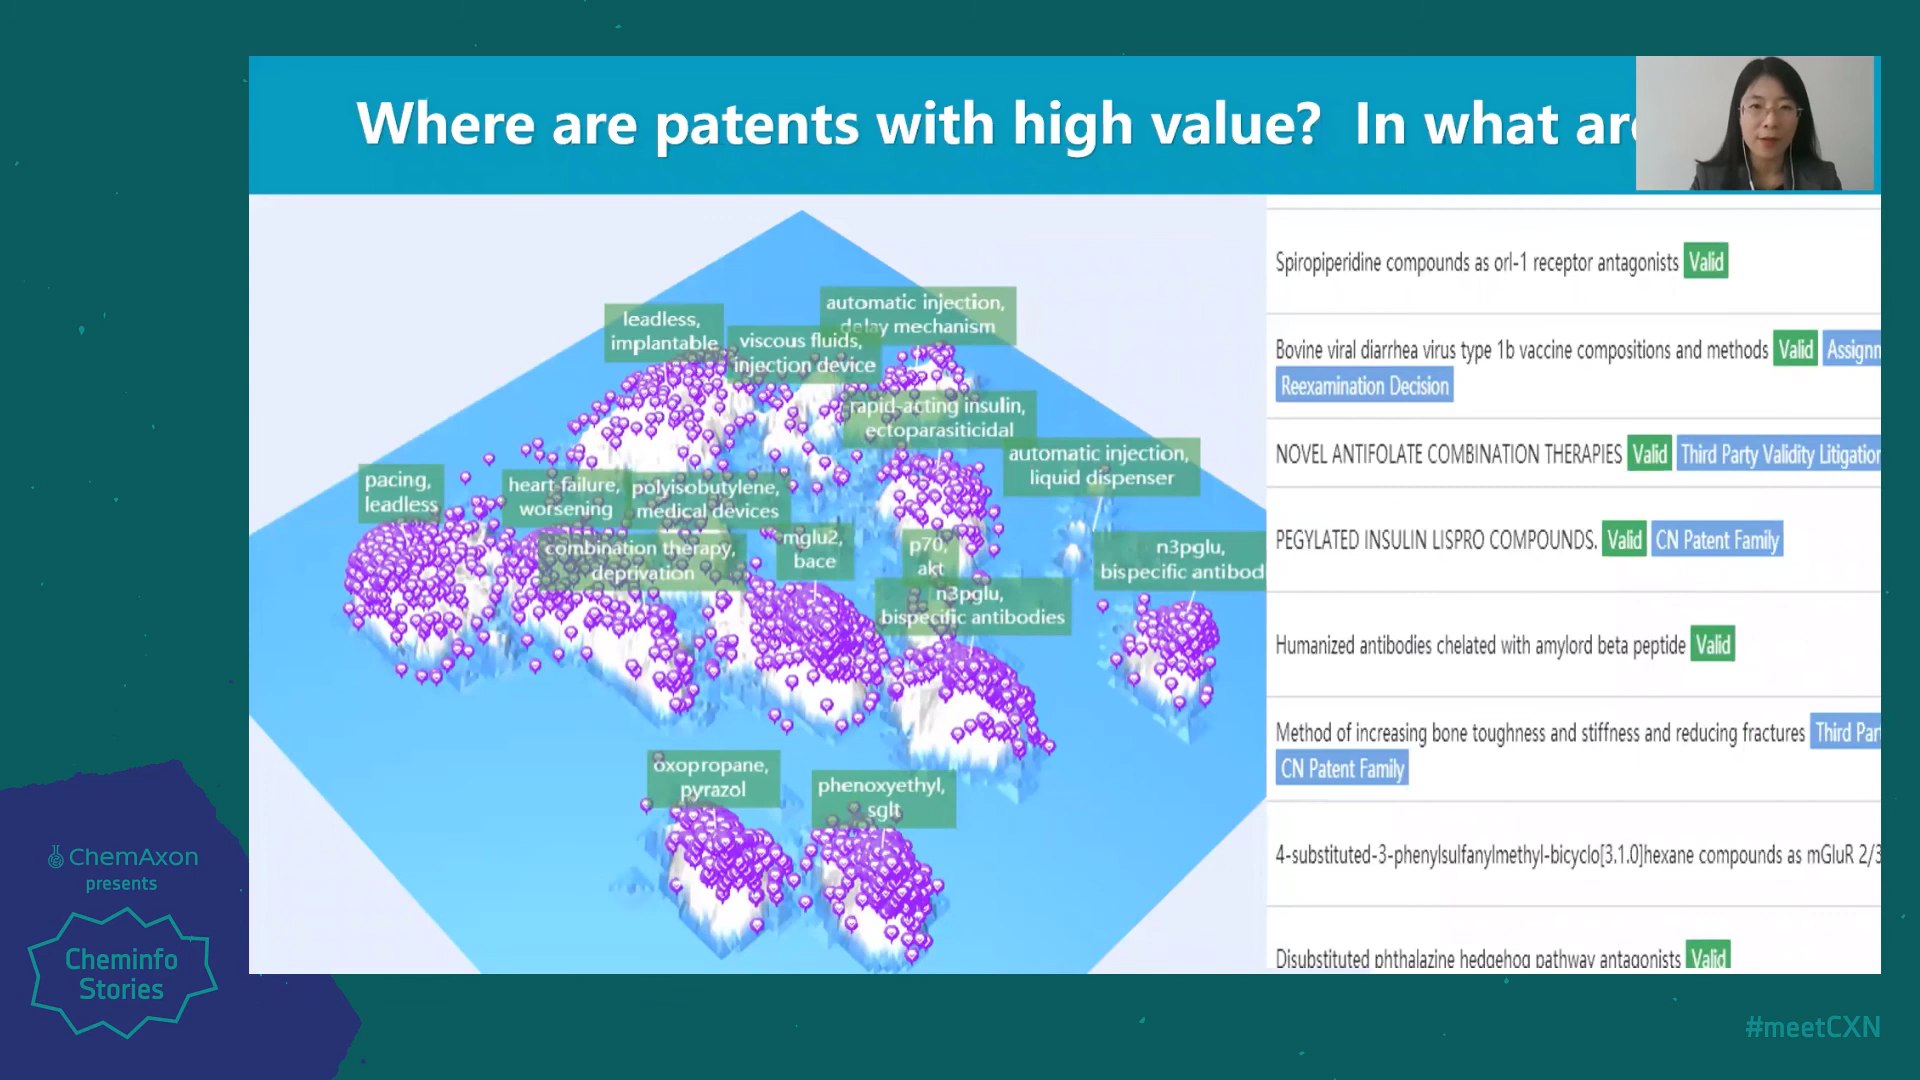 Where are patents with high value? In what are
leadless,
implantable
automatic injection,
delay mechanism
viscous fluids,
injection device
rapid-acting insulin,
ectoparasiticidal
automatic injection,
liquid dispenser
pacing,
leadless
heart failure,
worsening
polyisobutylene,
medical devices
combination therapy,
deprivation
mglu2,
bace
p70,
akt
n3pglu,
bispecific antibod
n3pglu,
bispecific antibodies
oxopropane,
pyrazol
phenoxyethyl,
sglt
Spiropiperidine compounds as orl-1 receptor antagonists Valid
Bovine viral diarrhea virus type 1b vaccine compositions and methods Valid Assignm
Reexamination Decision
NOVEL ANTIFOLATE COMBINATION THERAPIES Valid Third Party Validity Litigation
PEGYLATED INSULIN LISPRO COMPOUNDS. Valid CN Patent Family
Humanized antibodies chelated with amylord beta peptide Valid
Method of increasing bone toughness and stiffness and reducing fractures Third Par
CN Patent Family
4-substituted-3-phenylsulfanylmethyl-bicyclo[3.1.0]hexane compounds as mGluR 2/3
Disubstituted phthalazine hedgehog pathway antagonists Valid
ChemAxon
presents
Cheminfo
Stories
#meetCXN